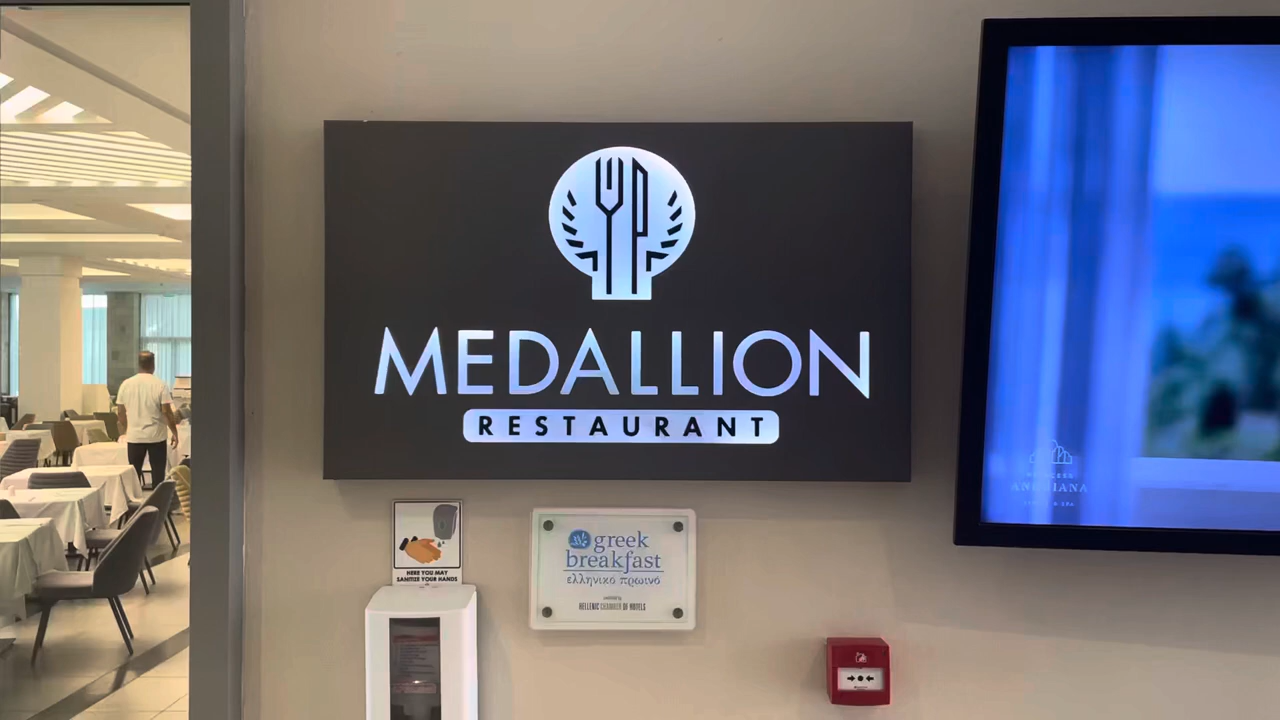 MEDALLION
RESTAURANT
HERE YOU MAY
SANITIZE YOUR HANDS
greek
breakfast
ελληνικό πρωινό
HELLENIC CHAMBER OF HOTELS